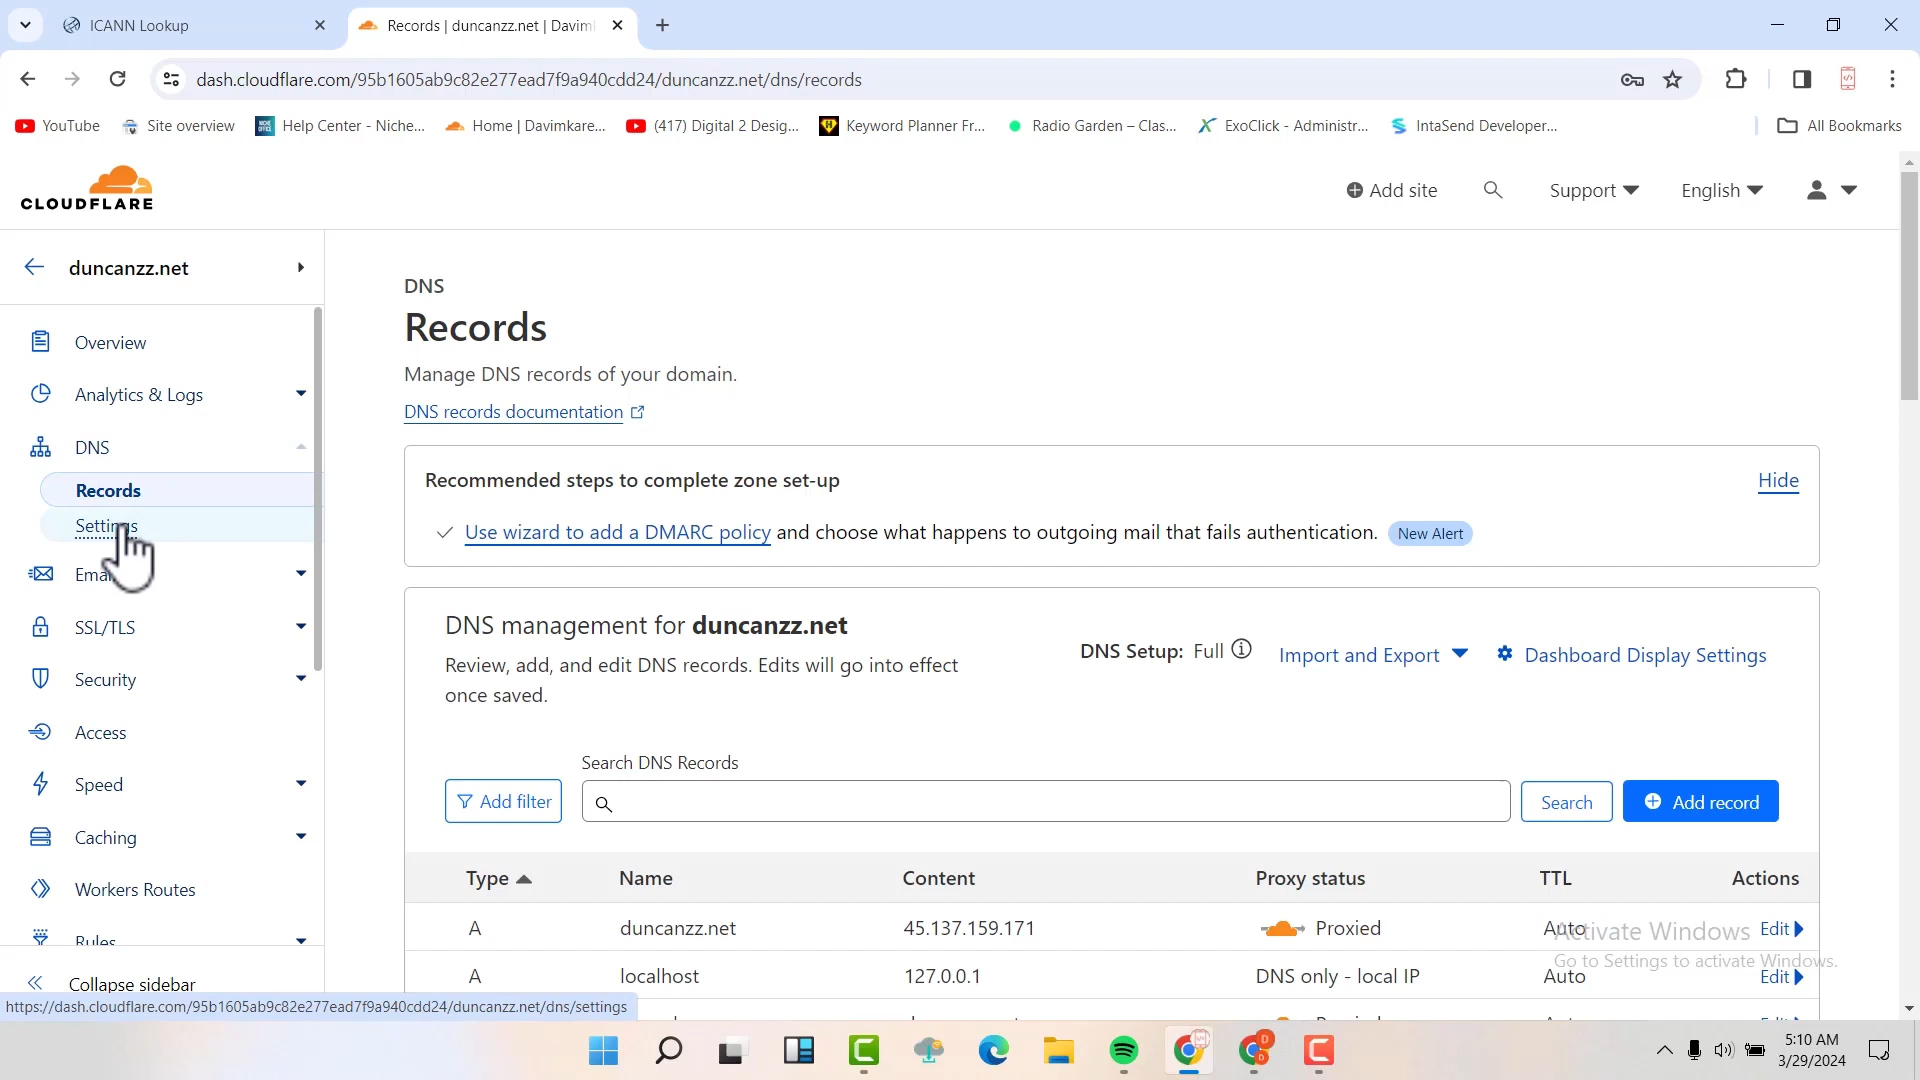 ICANN Lookup
Records | duncanzz.net | Davim
dash.cloudflare.com/95b1605ab9c82e277ead7f9a940cdd24/duncanzz.net/dns/records
YouTube
Site overview
Help Center - Niche...
Home | Davimkare...
(417) Digital 2 Desig...
Keyword Planner Fr...
Radio Garden – Clas...
ExoClick - Administr...
IntaSend Developer...
All Bookmarks
CLOUDFLARE
Add site
Support
English
duncanzz.net
Overview
Analytics & Logs
DNS
Records
Settings
Email
SSL/TLS
Security
Access
Speed
Caching
Workers Routes
Rules
Collapse sidebar
https://dash.cloudflare.com/95b1605ab9c82e277ead7f9a940cdd24/duncanzz.net/dns/settings
DNS
Records
Manage DNS records of your domain.
DNS records documentation
Recommended steps to complete zone set-up
Hide
Use wizard to add a DMARC policy and choose what happens to outgoing mail that fails authentication. New Alert
DNS management for duncanzz.net
Review, add, and edit DNS records. Edits will go into effect
once saved.
DNS Setup: Full
Import and Export
Dashboard Display Settings
Search DNS Records
Add filter
Search
Add record
Type Name Content Proxy status TTL Actions
A duncanzz.net 45.137.159.171 Proxied Auto Edit
A localhost 127.0.0.1 DNS only - local IP Auto Edit
Activate Windows
Go to Settings to activate Windows.
5:10 AM
3/29/2024